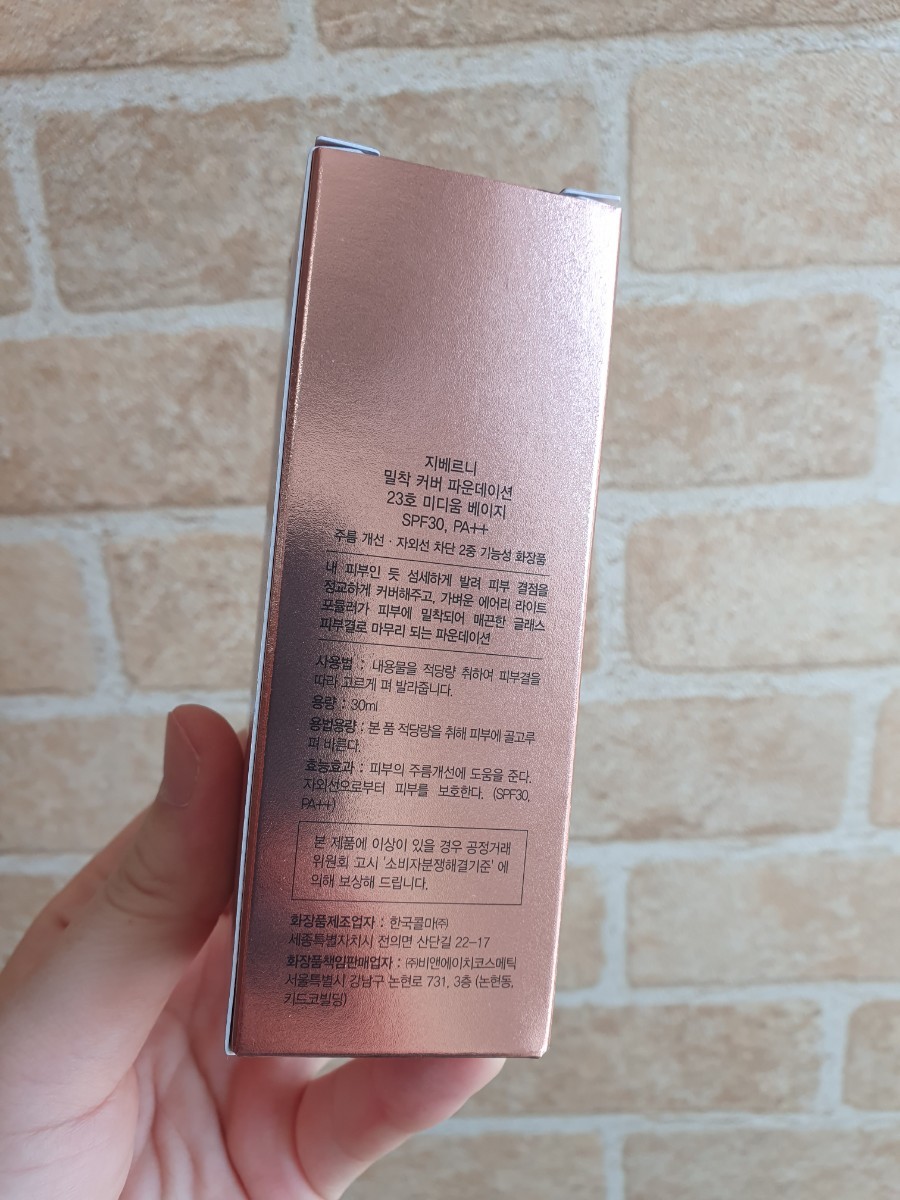 지베르니
밀착 커버 파운데이션
23호 미디움 베이지
SPF30, PA++
주름 개선 · 자외선 차단 2중 기능성 화장품
내 피부인 듯 섬세하게 발려 피부 결점을
정교하게 커버해주고, 가벼운 에어리 라이트
포뮬러가 피부에 밀착되어 매끈한 글래스
피부결로 마무리 되는 파운데이션
사용법 : 내용물을 적당량 취하여 피부결을
따라 고르게 펴 발라줍니다.
용량 : 30ml
용법용량 : 본 품 적당량을 취해 피부에 골고루
펴 바른다.
효능효과 : 피부의 주름개선에 도움을 준다.
자외선으로부터 피부를 보호한다. (SPF30,
PA++)
본 제품에 이상이 있을 경우 공정거래
위원회 고시 '소비자분쟁해결기준' 에
의해 보상해 드립니다.
화장품제조업자 : 한국콜마㈜
세종특별자치시 전의면 산단길 22-17
화장품책임판매업자 : ㈜비앤에이치코스메틱
서울특별시 강남구 논현로 731, 3층 (논현동,
키드코빌딩)